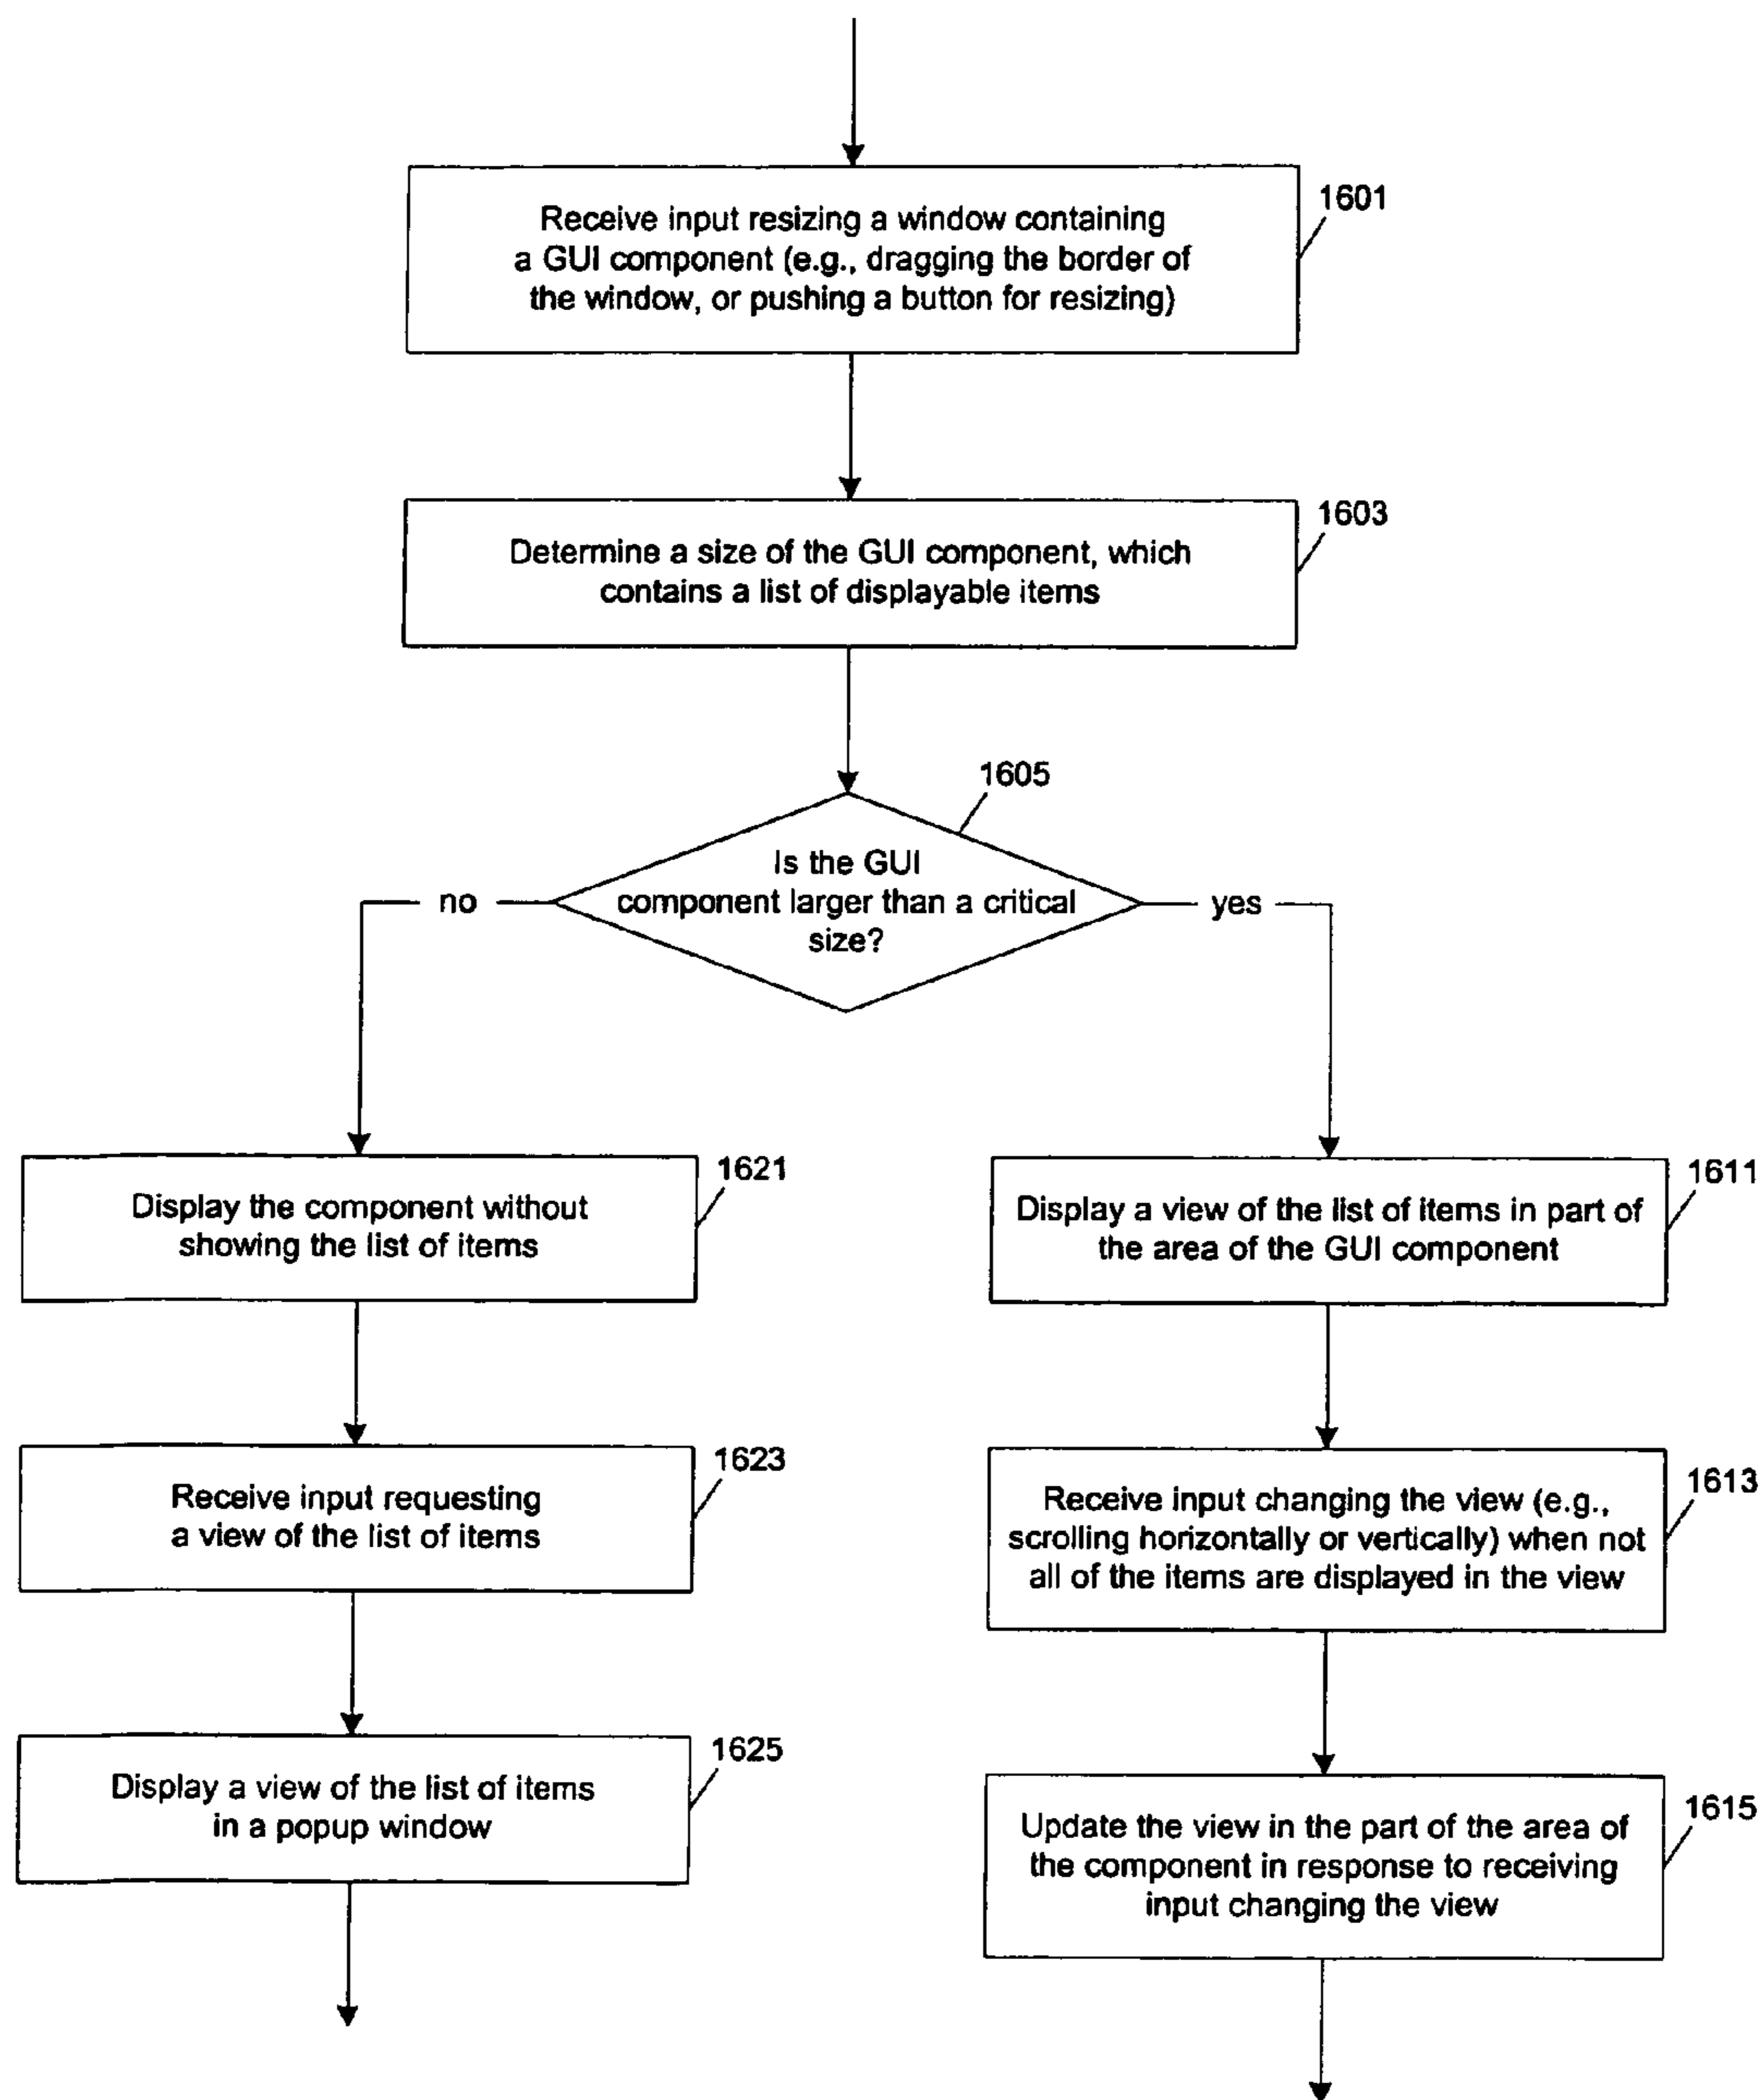 1601
Receive input resizing a window containing
a GUI component (e.g., dragging the border of
the window, or pushing a button for resizing)
1603
Determine a size of the GUI component, which
contains a list of displayable items
1605
Is the GUI
component larger than a critical
size?
no
yes
1621
Display the component without
showing the list of items
1611
Display a view of the list of items in part of
the area of the GUI component
1623
Receive input requesting
a view of the list of items
1613
Receive input changing the view (e.g.,
scrolling horizontally or vertically) when not
all of the items are displayed in the view
1625
Display a view of the list of items
in a popup window
1615
Update the view in the part of the area of
the component in response to receiving
input changing the view